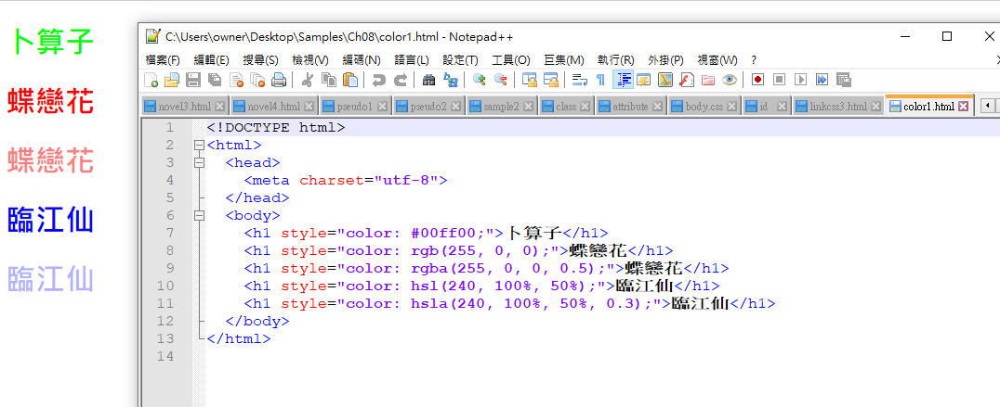 卜算子
蝶戀花
蝶戀花
臨江仙
臨江仙
C:\Users\owner\Desktop\Samples\Ch08\color1.html - Notepad++
檔案(F) 編輯(E) 搜尋(S) 檢視(V) 編碼(N) 語言(L) 設定(T) 工具(O) 巨集(M) 執行(R) 外掛(P) 視窗(W) ?
novel3.html novel4.html pseudo1 pseudo2 sample2 class attribute body.css id linkcss3.html color1.html
1 <!DOCTYPE html>
2 <html>
3 <head>
4 <meta charset="utf-8">
5 </head>
6 <body>
7 <h1 style="color: #00ff00;">卜算子</h1>
8 <h1 style="color: rgb(255, 0, 0);">蝶戀花</h1>
9 <h1 style="color: rgba(255, 0, 0, 0.5);">蝶戀花</h1>
10 <h1 style="color: hsl(240, 100%, 50%);">臨江仙</h1>
11 <h1 style="color: hsla(240, 100%, 50%, 0.3);">臨江仙</h1>
12 </body>
13 </html>
14